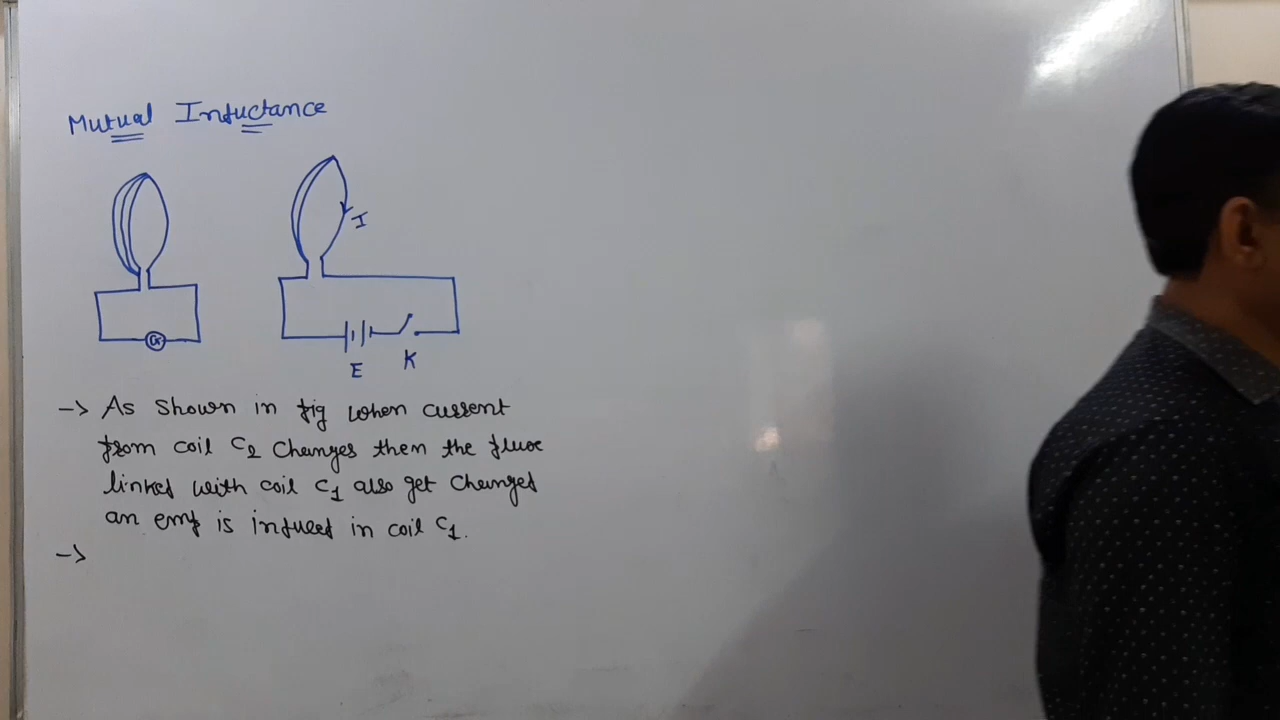 Mutual Inductance
I
G
E
K
-> As shown in fig when current
from coil C2 changes then the flux
linked with coil C1 also get changed
an emf is induced in coil C1.
->